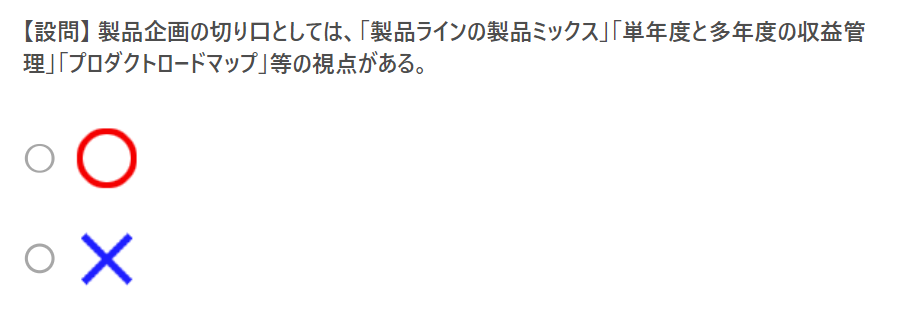 【設問】 製品企画の切り口としては、「製品ラインの製品ミックス」「単年度と多年度の収益管
理」「プロダクトロードマップ」等の視点がある。